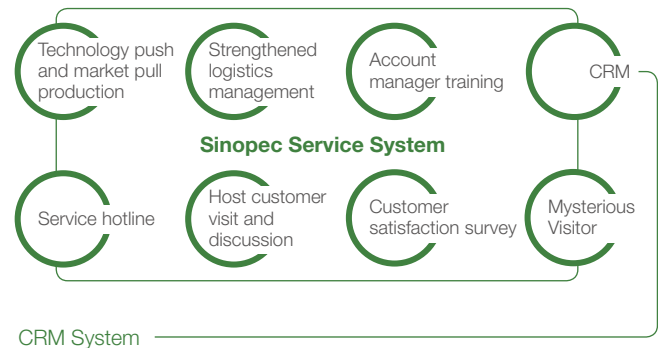 Technology push
and market pull
production
Strengthened
logistics
management
Account
manager training
CRM
Sinopec Service System
Service hotline
Host customer
visit and
discussion
Customer
satisfaction survey
Mysterious
Visitor
CRM System